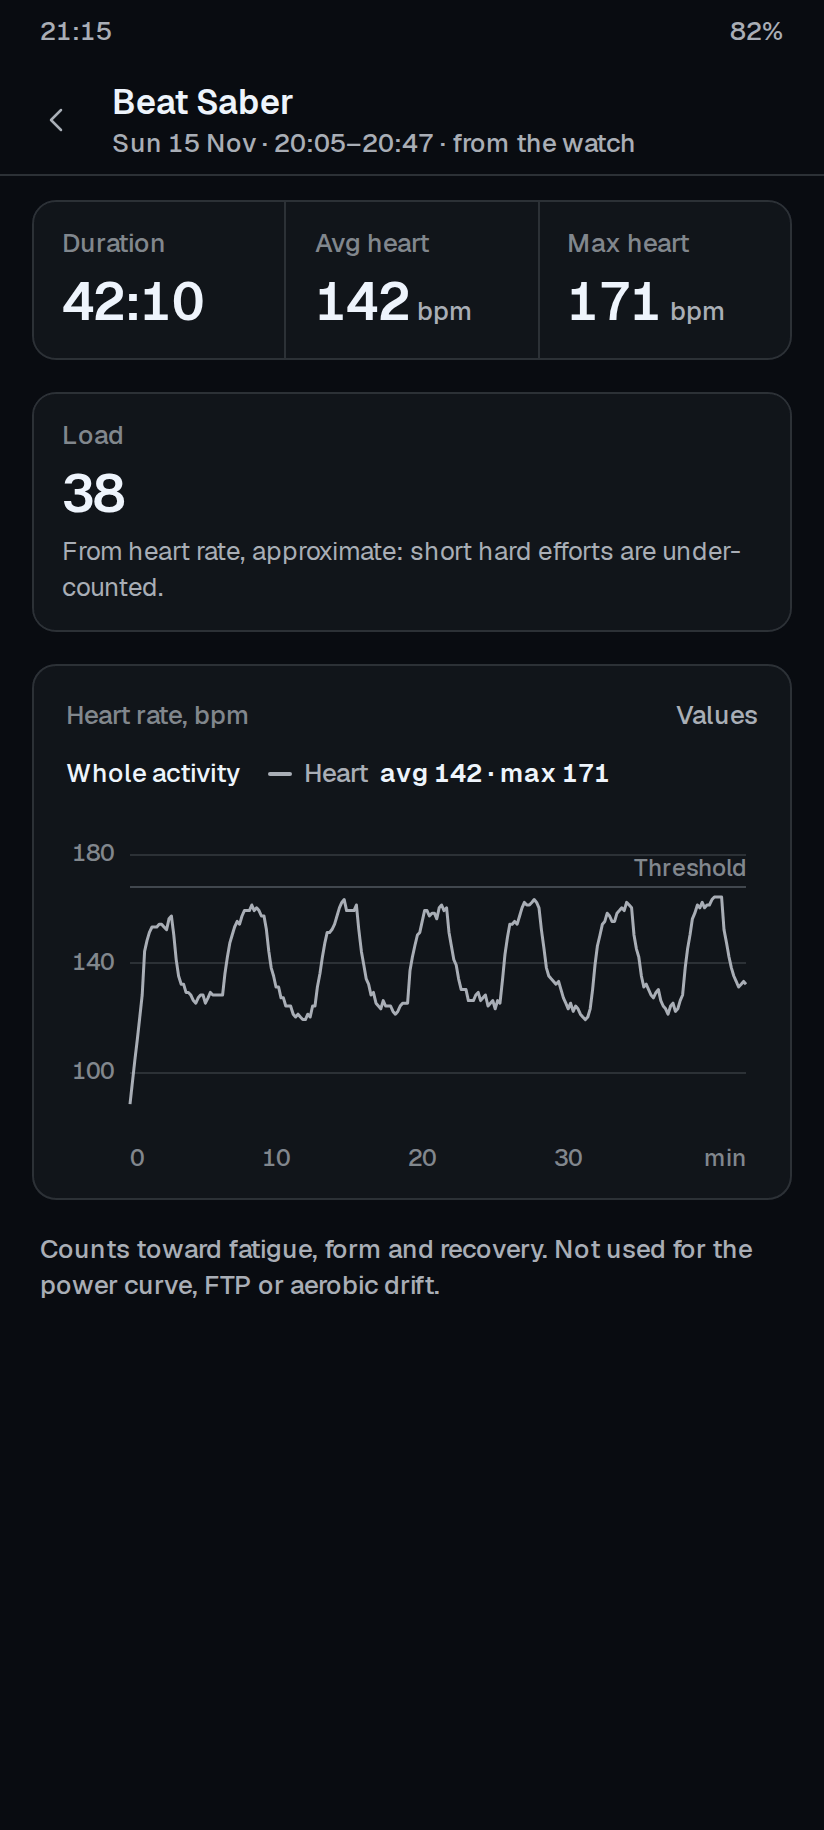 21:15
82%
Beat Saber
Sun 15 Nov · 20:05–20:47 · from the watch
Duration
Avg heart
Max heart
42:10
142 bpm
171 bpm
Load
38
From heart rate, approximate: short hard efforts are under-
counted.
Heart rate, bpm
Values
Whole activity
Heart avg 142 · max 171
180
Threshold
140
100
0 10 20 30 min
Counts toward fatigue, form and recovery. Not used for the
power curve, FTP or aerobic drift.